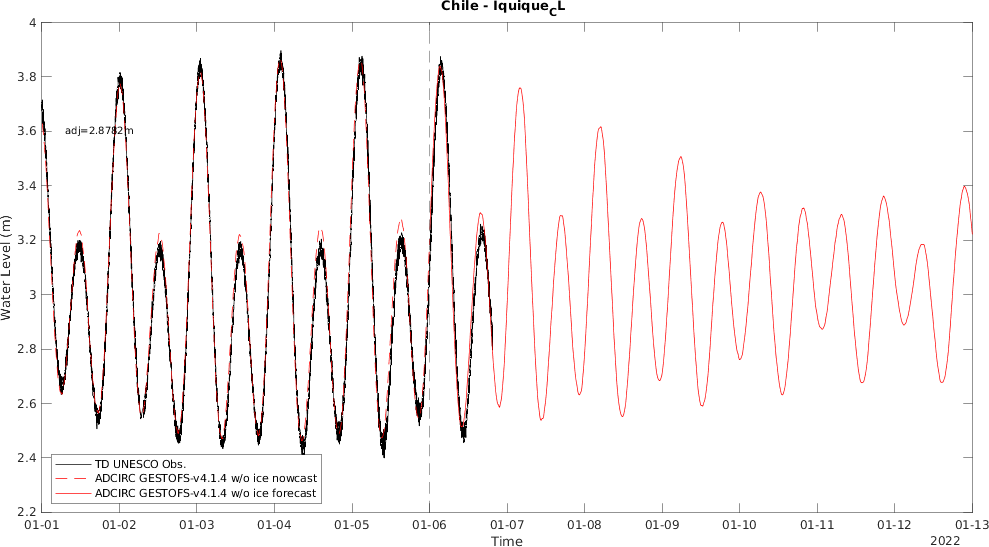 Chile - Iquique_CL
4
3.8
3.6
3.4
3.2
3
2.8
2.6
2.4
2.2
Water Level (m)
adj=2.8782m
TD UNESCO Obs.
ADCIRC GESTOFS-v4.1.4 w/o ice nowcast
ADCIRC GESTOFS-v4.1.4 w/o ice forecast
01-01 01-02 01-03 01-04 01-05 01-06 01-07 01-08 01-09 01-10 01-11 01-12 01-13
Time
2022